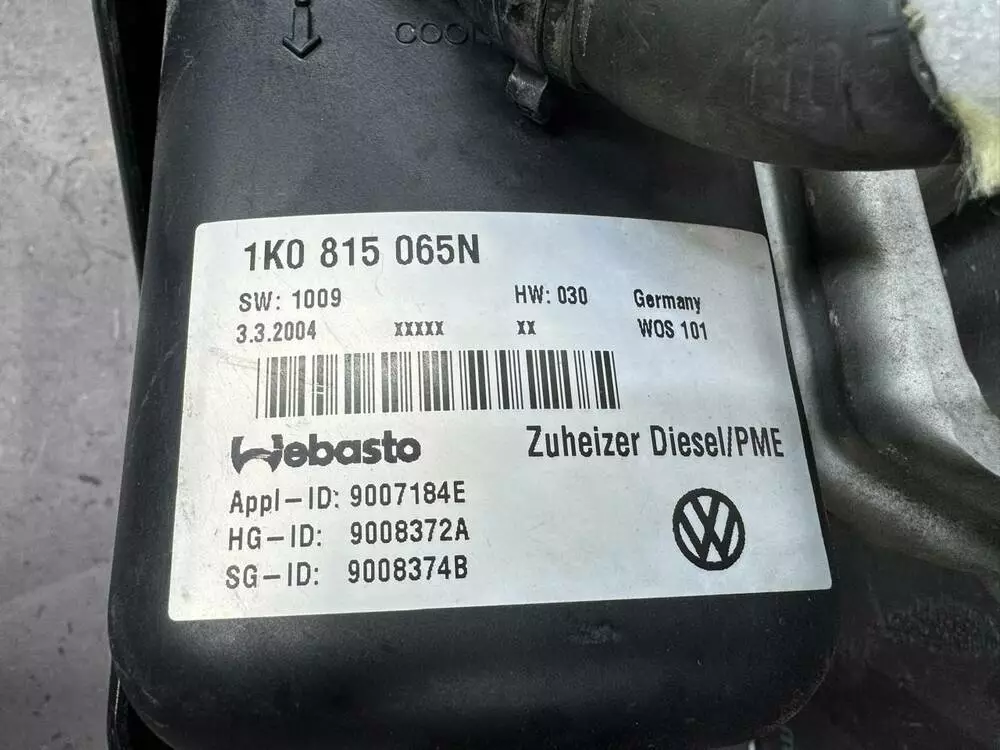 1K0 815 065N
SW: 1009 HW: 030 Germany
3.3.2004 XXXXX XX WOS 101
Webasto Zuheizer Diesel/PME
Appl-ID: 9007184E
HG-ID: 9008372A
SG-ID: 9008374B
VW